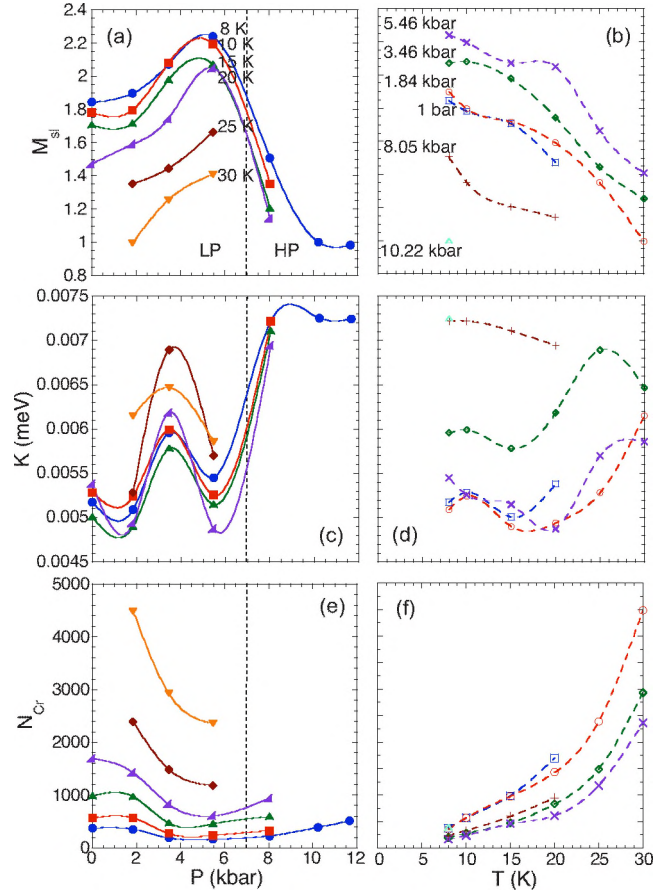 (a)
8 K
10 K
15 K
20 K
25 K
30 K
LP
HP
M_sl
2.4
2.2
2
1.8
1.6
1.4
1.2
1
0.8
(b)
5.46 kbar
3.46 kbar
1.84 kbar
1 bar
8.05 kbar
10.22 kbar
(c)
K (meV)
0.0075
0.007
0.0065
0.006
0.0055
0.005
0.0045
(d)
(e)
N_Cr
5000
4000
3000
2000
1000
0
0 2 4 6 8 10 12
P (kbar)
(f)
5 10 15 20 25 30
T (K)